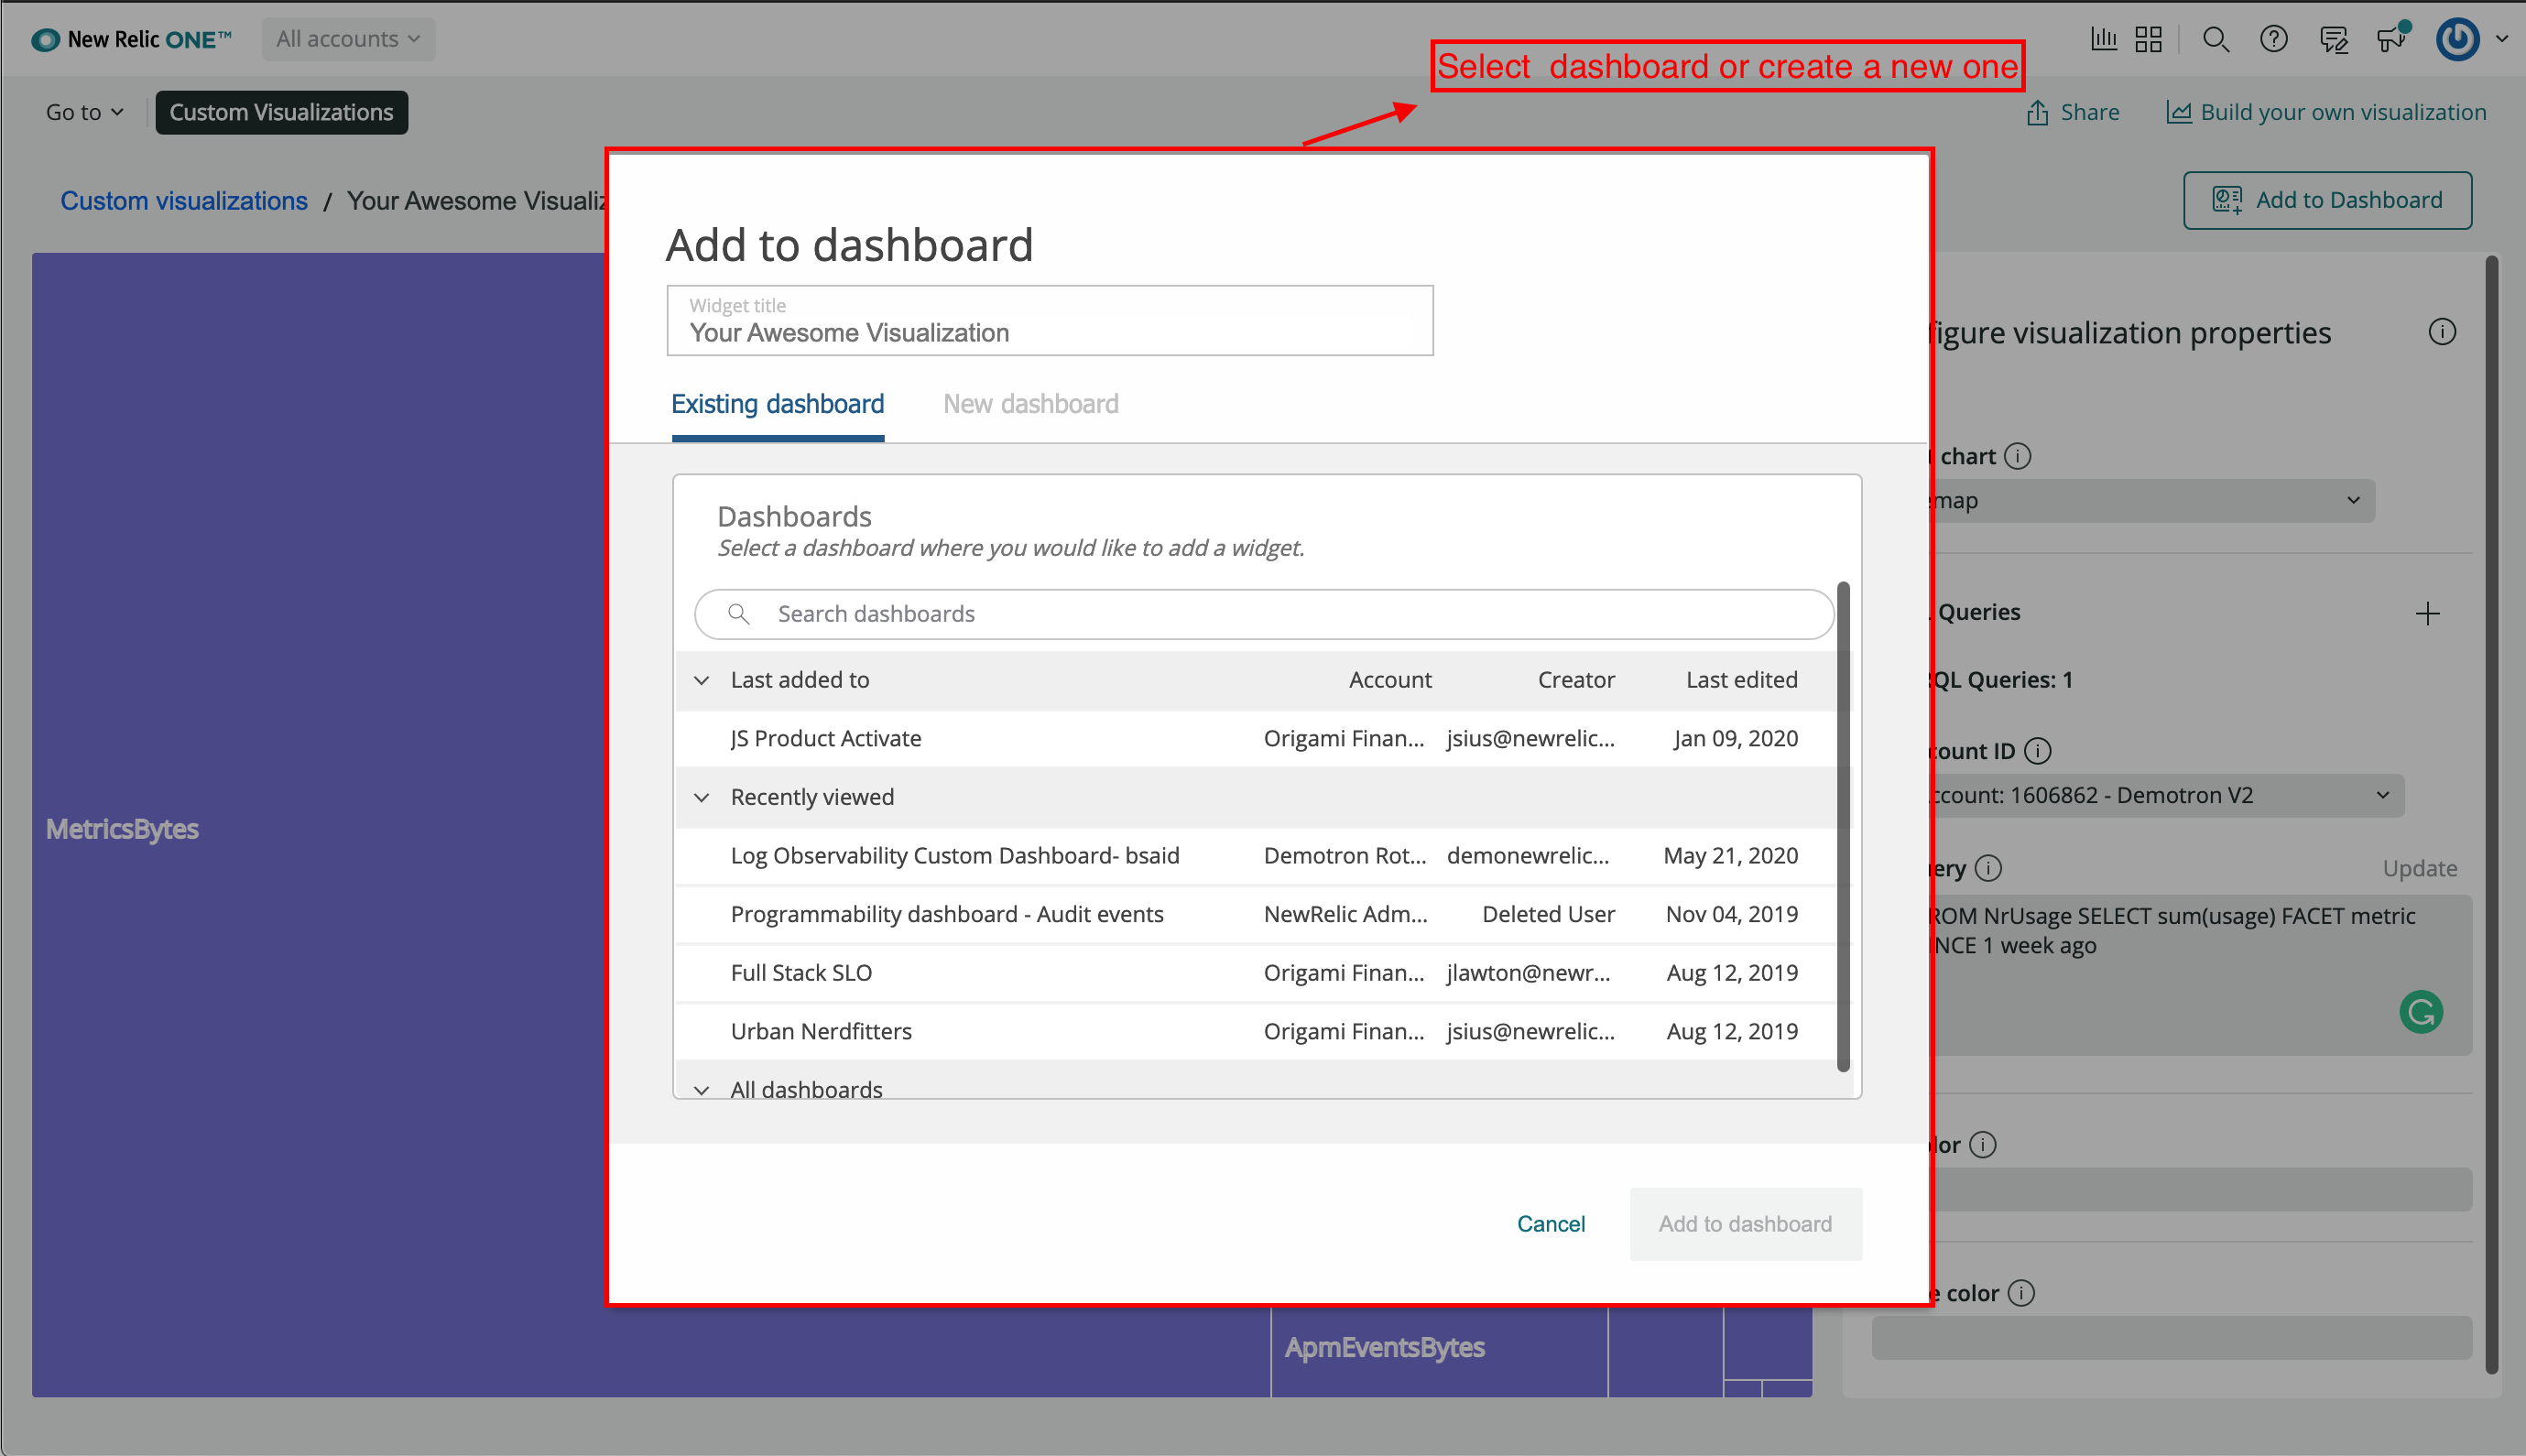 New Relic ONE™
All accounts
Select  dashboard or create a new one
Go to
Custom Visualizations
Share
Build your own visualization
Custom visualizations / Your Awesome Visualiz
Add to Dashboard
Add to dashboard
Widget title
Your Awesome Visualization
Existing dashboard
New dashboard
Dashboards
Select a dashboard where you would like to add a widget.
Search dashboards
Last added to Account Creator Last edited
JS Product Activate Origami Finan... jsius@newrelic... Jan 09, 2020
Recently viewed
Log Observability Custom Dashboard- bsaid Demotron Rot... demonewrelic... May 21, 2020
Programmability dashboard - Audit events NewRelic Adm... Deleted User Nov 04, 2019
Full Stack SLO Origami Finan... jlawton@newr... Aug 12, 2019
Urban Nerdfitters Origami Finan... jsius@newrelic... Aug 12, 2019
All dashboards
Cancel
Add to dashboard
MetricsBytes
ApmEventsBytes
figure visualization properties
chart
emap
Queries
QL Queries: 1
count ID
ccount: 1606862 - Demotron V2
ery
Update
ROM NrUsage SELECT sum(usage) FACET metric
NCE 1 week ago
lor
e color